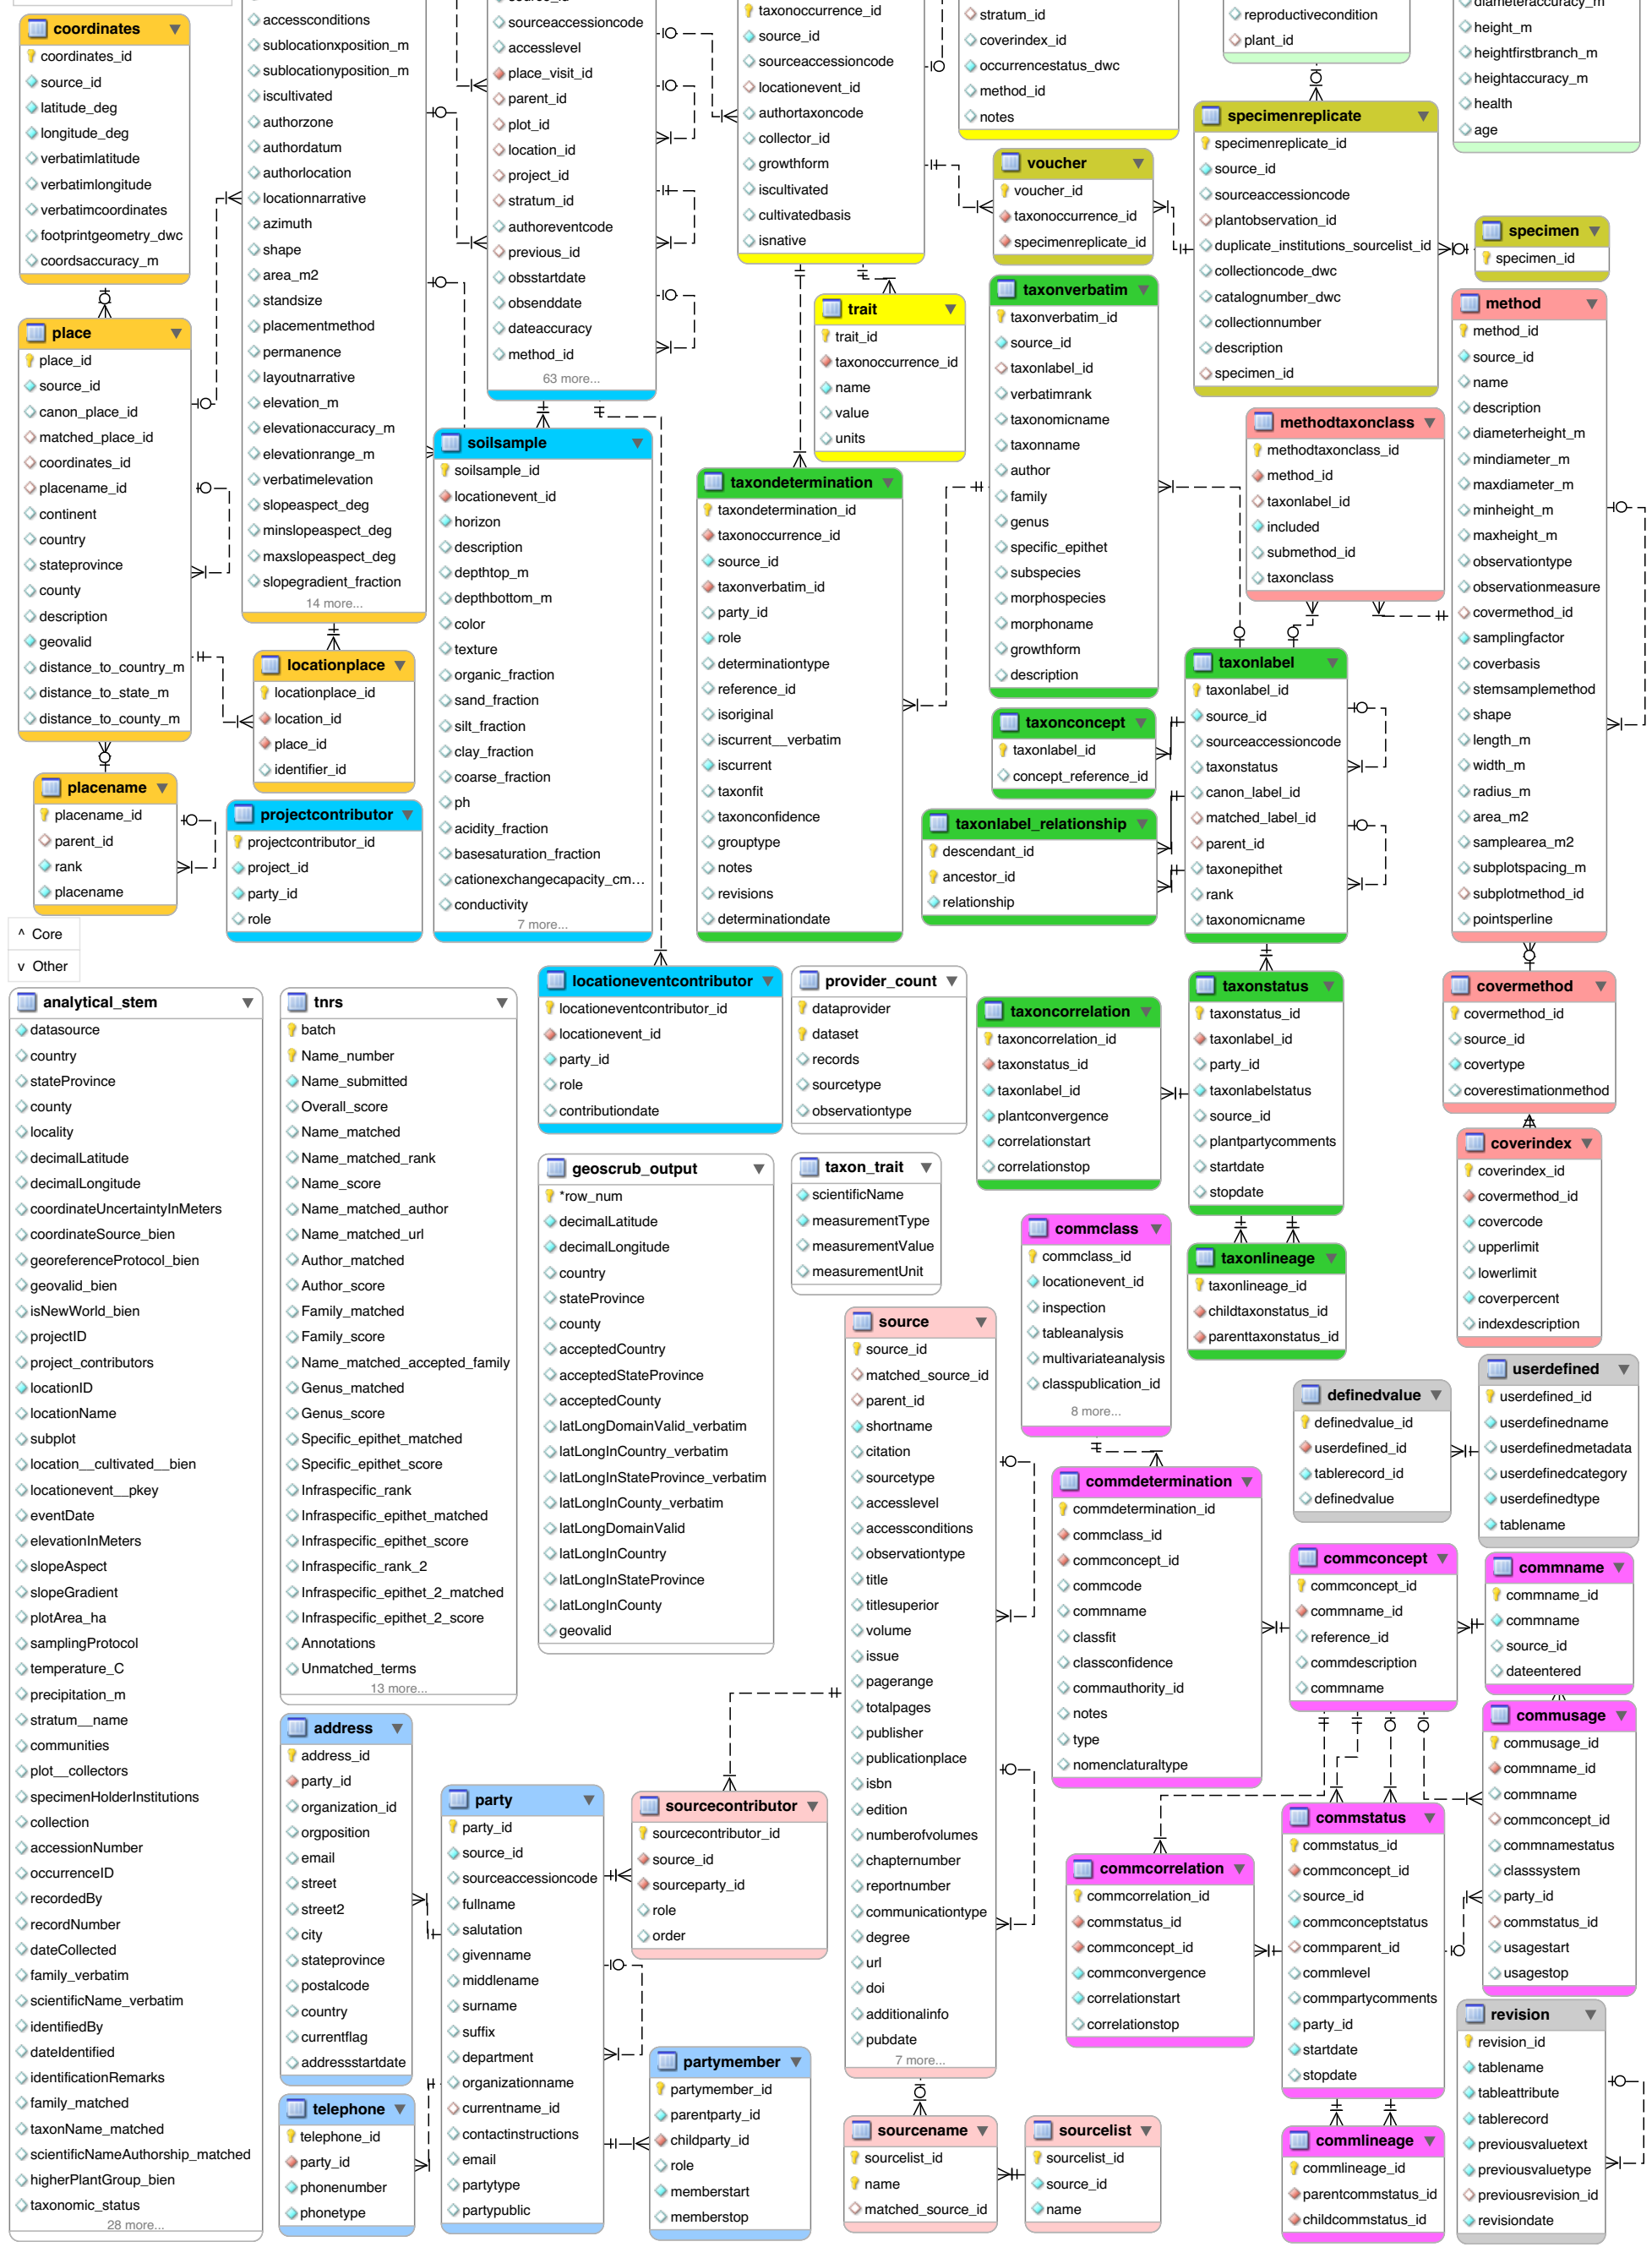 coordinates
coordinates_id
source_id
latitude_deg
longitude_deg
verbatimlatitude
verbatimlongitude
verbatimcoordinates
footprintgeometry_dwc
coordsaccuracy_m
place
place_id
source_id
canon_place_id
matched_place_id
coordinates_id
placename_id
continent
country
stateprovince
county
description
geovalid
distance_to_country_m
distance_to_state_m
distance_to_county_m
placename
placename_id
parent_id
rank
placename
^ Core
v Other
accessconditions
sublocationxposition_m
sublocationyposition_m
iscultivated
authorzone
authordatum
authorlocation
locationnarrative
azimuth
shape
area_m2
standsize
placementmethod
permanence
layoutnarrative
elevation_m
elevationaccuracy_m
elevationrange_m
verbatimelevation
slopeaspect_deg
minslopeaspect_deg
maxslopeaspect_deg
slopegradient_fraction
14 more...
locationplace
locationplace_id
location_id
place_id
identifier_id
projectcontributor
projectcontributor_id
project_id
party_id
role
sourceaccessioncode
accesslevel
place_visit_id
parent_id
plot_id
location_id
project_id
stratum_id
authoreventcode
previous_id
obsstartdate
obsenddate
dateaccuracy
method_id
63 more...
soilsample
soilsample_id
locationevent_id
horizon
description
depthtop_m
depthbottom_m
color
texture
organic_fraction
sand_fraction
silt_fraction
clay_fraction
coarse_fraction
ph
acidity_fraction
basesaturation_fraction
cationexchangecapacity_cm...
conductivity
7 more...
taxonoccurrence_id
source_id
sourceaccessioncode
locationevent_id
authortaxoncode
collector_id
growthform
iscultivated
cultivatedbasis
isnative
trait
trait_id
taxonoccurrence_id
name
value
units
taxondetermination
taxondetermination_id
taxonoccurrence_id
source_id
taxonverbatim_id
party_id
role
determinationtype
reference_id
isoriginal
iscurrent__verbatim
iscurrent
taxonfit
taxonconfidence
grouptype
notes
revisions
determinationdate
stratum_id
coverindex_id
occurrencestatus_dwc
method_id
notes
voucher
voucher_id
taxonoccurrence_id
specimenreplicate_id
taxonverbatim
taxonverbatim_id
source_id
taxonlabel_id
verbatimrank
taxonomicname
taxonname
author
family
genus
specific_epithet
subspecies
morphospecies
morphoname
growthform
description
taxonconcept
taxonlabel_id
concept_reference_id
taxonlabel_relationship
descendant_id
ancestor_id
relationship
reproductivecondition
plant_id
specimenreplicate
specimenreplicate_id
source_id
sourceaccessioncode
plantobservation_id
duplicate_institutions_sourcelist_id
collectioncode_dwc
catalognumber_dwc
collectionnumber
description
specimen_id
methodtaxonclass
methodtaxonclass_id
method_id
taxonlabel_id
included
submethod_id
taxonclass
taxonlabel
taxonlabel_id
source_id
sourceaccessioncode
taxonstatus
canon_label_id
matched_label_id
parent_id
taxonepithet
rank
taxonomicname
diameteraccuracy_m
height_m
heightfirstbranch_m
heightaccuracy_m
health
age
specimen
specimen_id
method
method_id
source_id
name
description
diameterheight_m
mindiameter_m
maxdiameter_m
minheight_m
maxheight_m
observationtype
observationmeasure
covermethod_id
samplingfactor
coverbasis
stemsamplemethod
shape
length_m
width_m
radius_m
area_m2
samplearea_m2
subplotspacing_m
subplotmethod_id
pointsperline
analytical_stem
datasource
country
stateProvince
county
locality
decimalLatitude
decimalLongitude
coordinateUncertaintyInMeters
coordinateSource_bien
georeferenceProtocol_bien
geovalid_bien
isNewWorld_bien
projectID
project_contributors
locationID
locationName
subplot
location__cultivated__bien
locationevent__pkey
eventDate
elevationInMeters
slopeAspect
slopeGradient
plotArea_ha
samplingProtocol
temperature_C
precipitation_m
stratum__name
communities
plot__collectors
specimenHolderInstitutions
collection
accessionNumber
occurrenceID
recordedBy
recordNumber
dateCollected
family_verbatim
scientificName_verbatim
identifiedBy
dateIdentified
identificationRemarks
family_matched
taxonName_matched
scientificNameAuthorship_matched
higherPlantGroup_bien
taxonomic_status
28 more...
tnrs
batch
Name_number
Name_submitted
Overall_score
Name_matched
Name_matched_rank
Name_score
Name_matched_author
Name_matched_url
Author_matched
Author_score
Family_matched
Family_score
Name_matched_accepted_family
Genus_matched
Genus_score
Specific_epithet_matched
Specific_epithet_score
Infraspecific_rank
Infraspecific_epithet_matched
Infraspecific_epithet_score
Infraspecific_rank_2
Infraspecific_epithet_2_matched
Infraspecific_epithet_2_score
Annotations
Unmatched_terms
13 more...
address
address_id
party_id
organization_id
orgposition
email
street
street2
city
stateprovince
postalcode
country
currentflag
addressstartdate
telephone
telephone_id
party_id
phonenumber
phonetype
locationeventcontributor
locationeventcontributor_id
locationevent_id
party_id
role
contributiondate
geoscrub_output
*row_num
decimalLatitude
decimalLongitude
country
stateProvince
county
acceptedCountry
acceptedStateProvince
acceptedCounty
latLongDomainValid_verbatim
latLongInCountry_verbatim
latLongInStateProvince_verbatim
latLongInCounty_verbatim
latLongDomainValid
latLongInCountry
latLongInStateProvince
latLongInCounty
geovalid
party
party_id
source_id
sourceaccessioncode
fullname
salutation
givenname
middlename
surname
suffix
department
organizationname
currentname_id
contactinstructions
email
partytype
partypublic
sourcecontributor
sourcecontributor_id
source_id
sourceparty_id
role
order
partymember
partymember_id
parentparty_id
childparty_id
role
memberstart
memberstop
provider_count
dataprovider
dataset
records
sourcetype
observationtype
taxon_trait
scientificName
measurementType
measurementValue
measurementUnit
source
source_id
matched_source_id
parent_id
shortname
citation
sourcetype
accesslevel
accessconditions
observationtype
title
titlesuperior
volume
issue
pagerange
totalpages
publisher
publicationplace
isbn
edition
numberofvolumes
chapternumber
reportnumber
communicationtype
degree
url
doi
additionalinfo
pubdate
7 more...
sourcename
sourcelist_id
name
matched_source_id
sourcelist
sourcelist_id
source_id
name
taxoncorrelation
taxoncorrelation_id
taxonstatus_id
taxonlabel_id
plantconvergence
correlationstart
correlationstop
taxonstatus
taxonstatus_id
taxonlabel_id
party_id
taxonlabelstatus
source_id
plantpartycomments
startdate
stopdate
taxonlineage
taxonlineage_id
childtaxonstatus_id
parenttaxonstatus_id
covermethod
covermethod_id
source_id
covertype
coverestimationmethod
coverindex
coverindex_id
covermethod_id
covercode
upperlimit
lowerlimit
coverpercent
indexdescription
commclass
commclass_id
locationevent_id
inspection
tableanalysis
multivariateanalysis
classpublication_id
8 more...
commdetermination
commdetermination_id
commclass_id
commconcept_id
commcode
commname
classfit
classconfidence
commauthority_id
notes
type
nomenclaturaltype
definedvalue
definedvalue_id
userdefined_id
tablerecord_id
definedvalue
userdefined
userdefined_id
userdefinedname
userdefinedmetadata
userdefinedcategory
userdefinedtype
tablename
commconcept
commconcept_id
commname_id
reference_id
commdescription
commname
commname
commname_id
commname
source_id
dateentered
commusage
commusage_id
commname_id
commname
commconcept_id
commnamestatus
classsystem
party_id
commstatus_id
usagestart
usagestop
commcorrelation
commcorrelation_id
commstatus_id
commconcept_id
commconvergence
correlationstart
correlationstop
commstatus
commstatus_id
commconcept_id
source_id
commconceptstatus
commparent_id
commlevel
commpartycomments
party_id
startdate
stopdate
commlineage
commlineage_id
parentcommstatus_id
childcommstatus_id
revision
revision_id
tablename
tableattribute
tablerecord
previousvaluetext
previousvaluetype
previousrevision_id
revisiondate